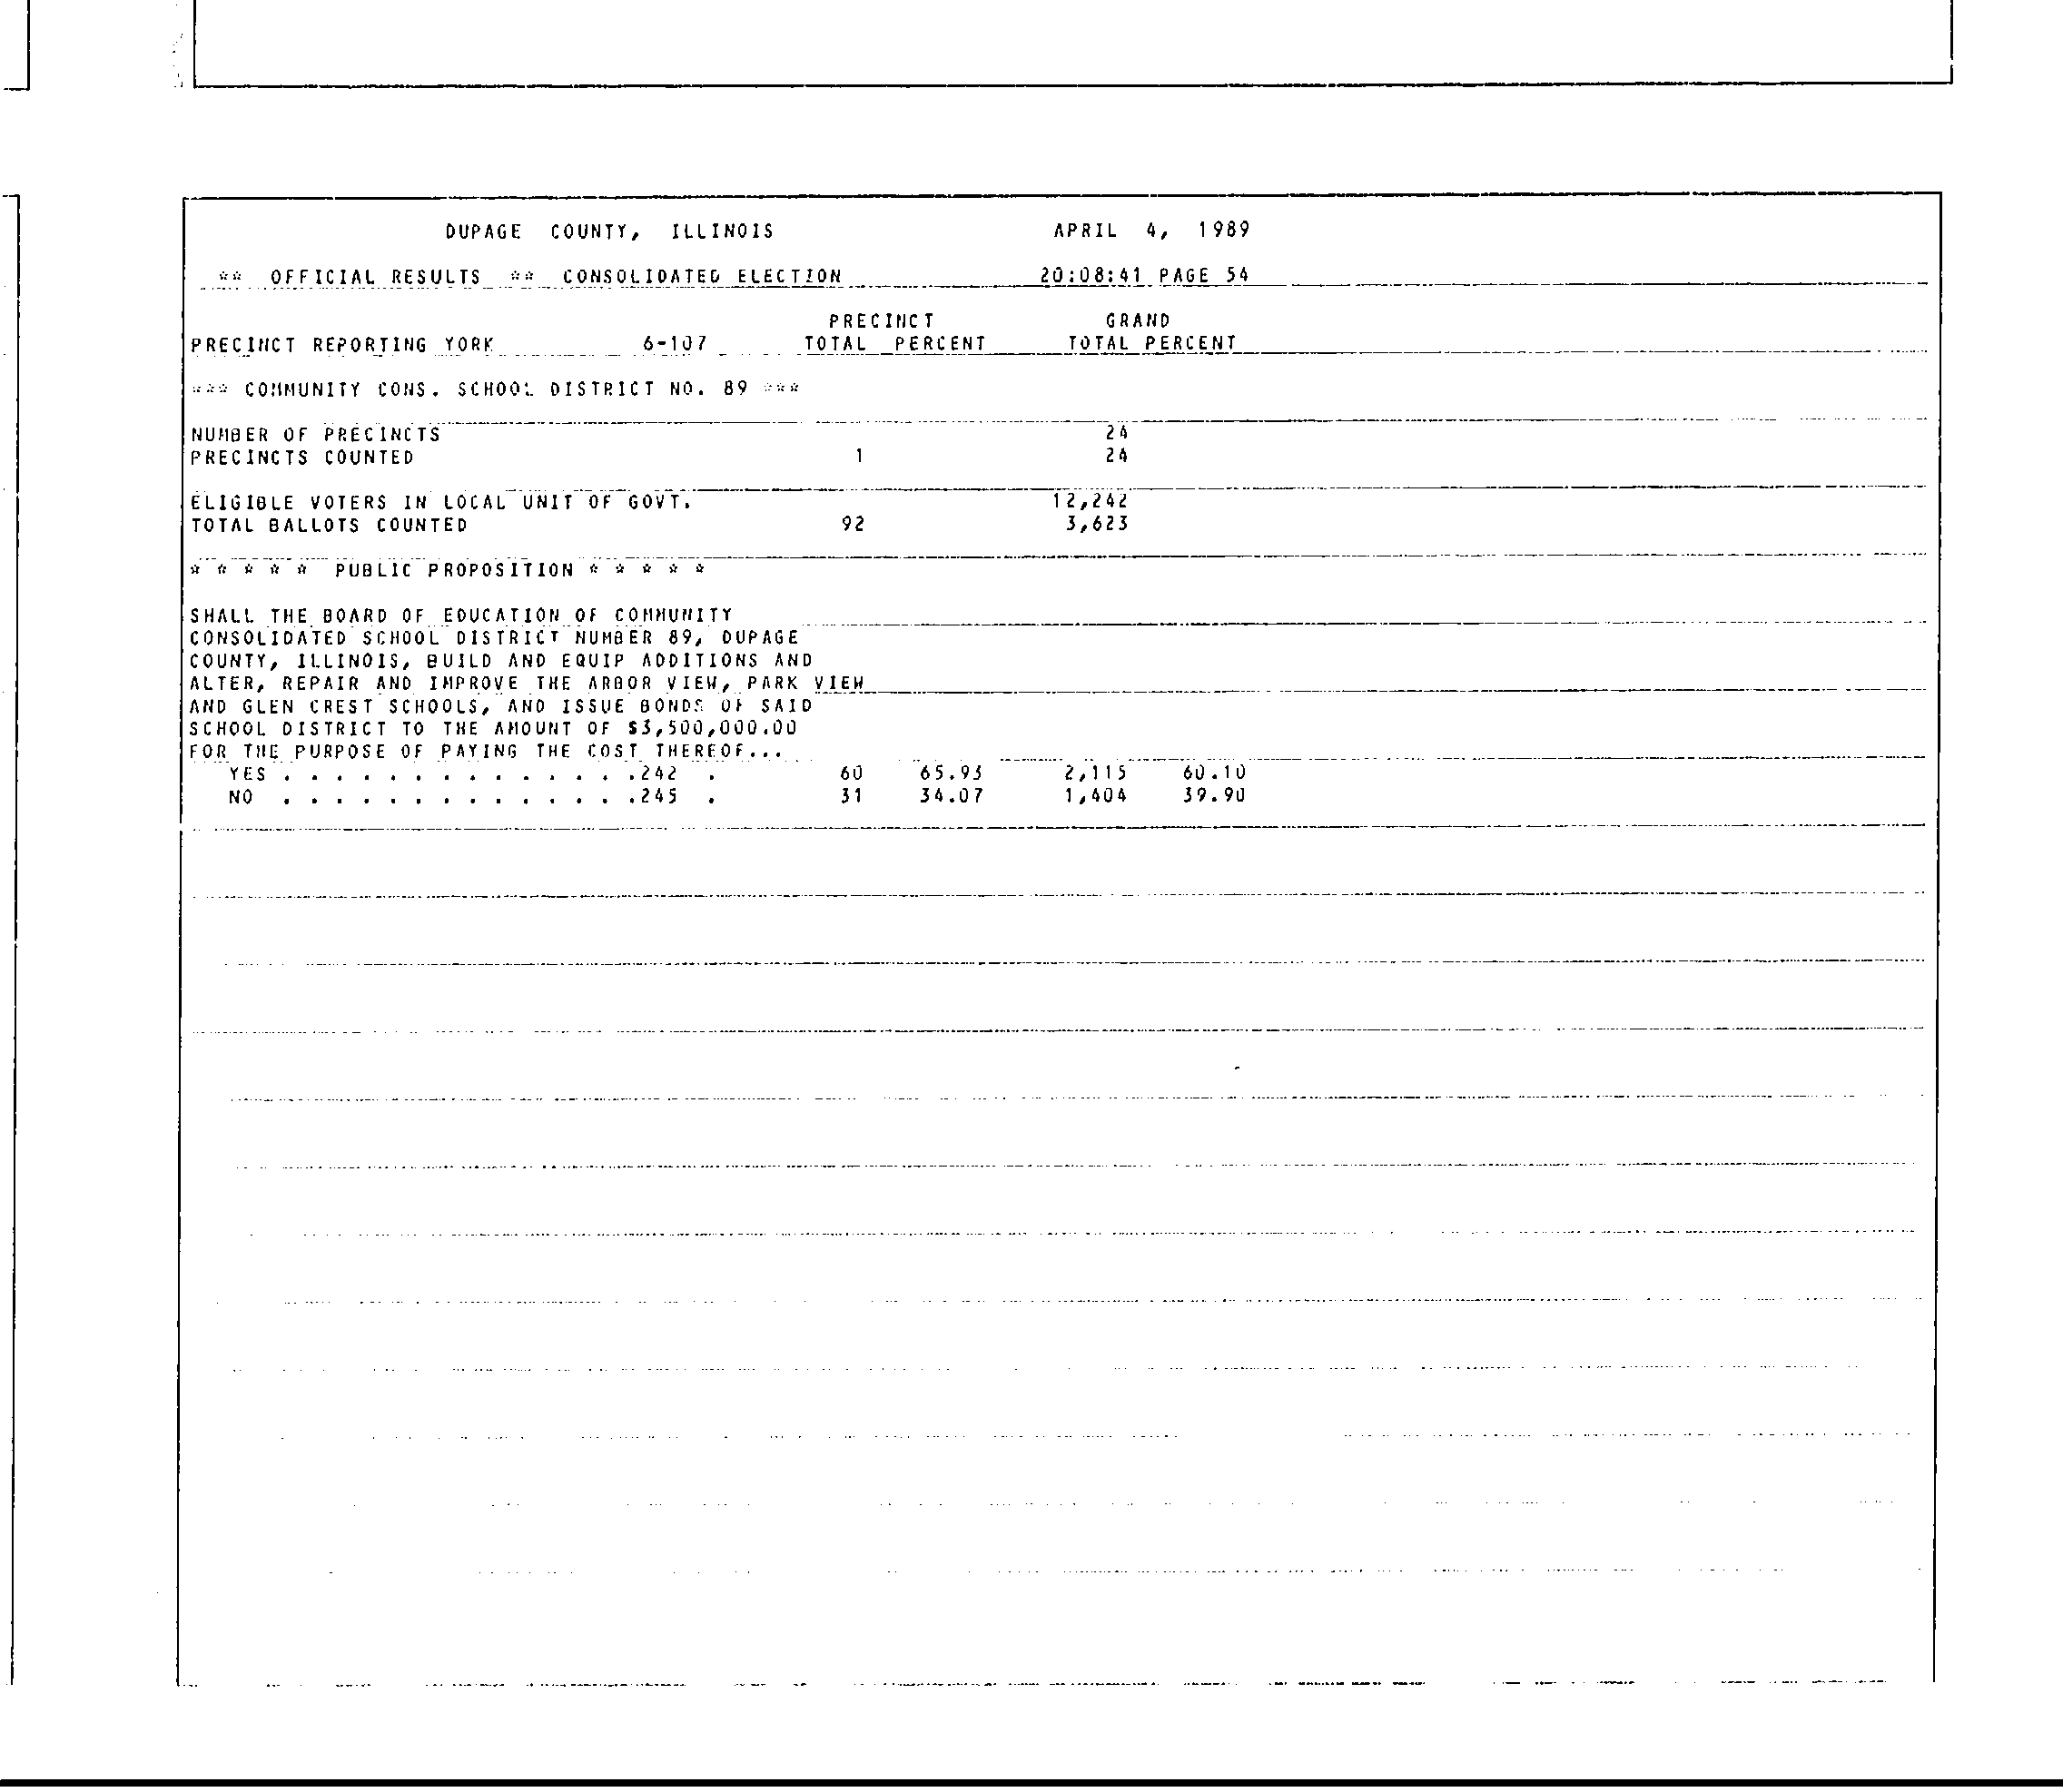 DUPAGE COUNTY, ILLINOIS APRIL 4, 1989
** OFFICIAL RESULTS ** CONSOLIDATED ELECTION 20:08:41 PAGE 54
PRECINCT GRAND
PRECINCT REPORTING YORK 6-107 TOTAL PERCENT TOTAL PERCENT
*** COMMUNITY CONS. SCHOOL DISTRICT NO. 89 ***
NUMBER OF PRECINCTS 24
PRECINCTS COUNTED 1 24
ELIGIBLE VOTERS IN LOCAL UNIT OF GOVT. 12,242
TOTAL BALLOTS COUNTED 92 3,623
* * * * * PUBLIC PROPOSITION * * * * *
SHALL THE BOARD OF EDUCATION OF COMMUNITY
CONSOLIDATED SCHOOL DISTRICT NUMBER 89, DUPAGE
COUNTY, ILLINOIS, BUILD AND EQUIP ADDITIONS AND
ALTER, REPAIR AND IMPROVE THE ARBOR VIEW, PARK VIEW
AND GLEN CREST SCHOOLS, AND ISSUE BONDS OF SAID
SCHOOL DISTRICT TO THE AMOUNT OF $3,500,000.00
FOR THE PURPOSE OF PAYING THE COST THEREOF...
YES . . . . . . . . . . . . . .242 . 60 65.93 2,115 60.10
NO . . . . . . . . . . . . . . .245 . 31 34.07 1,404 39.90